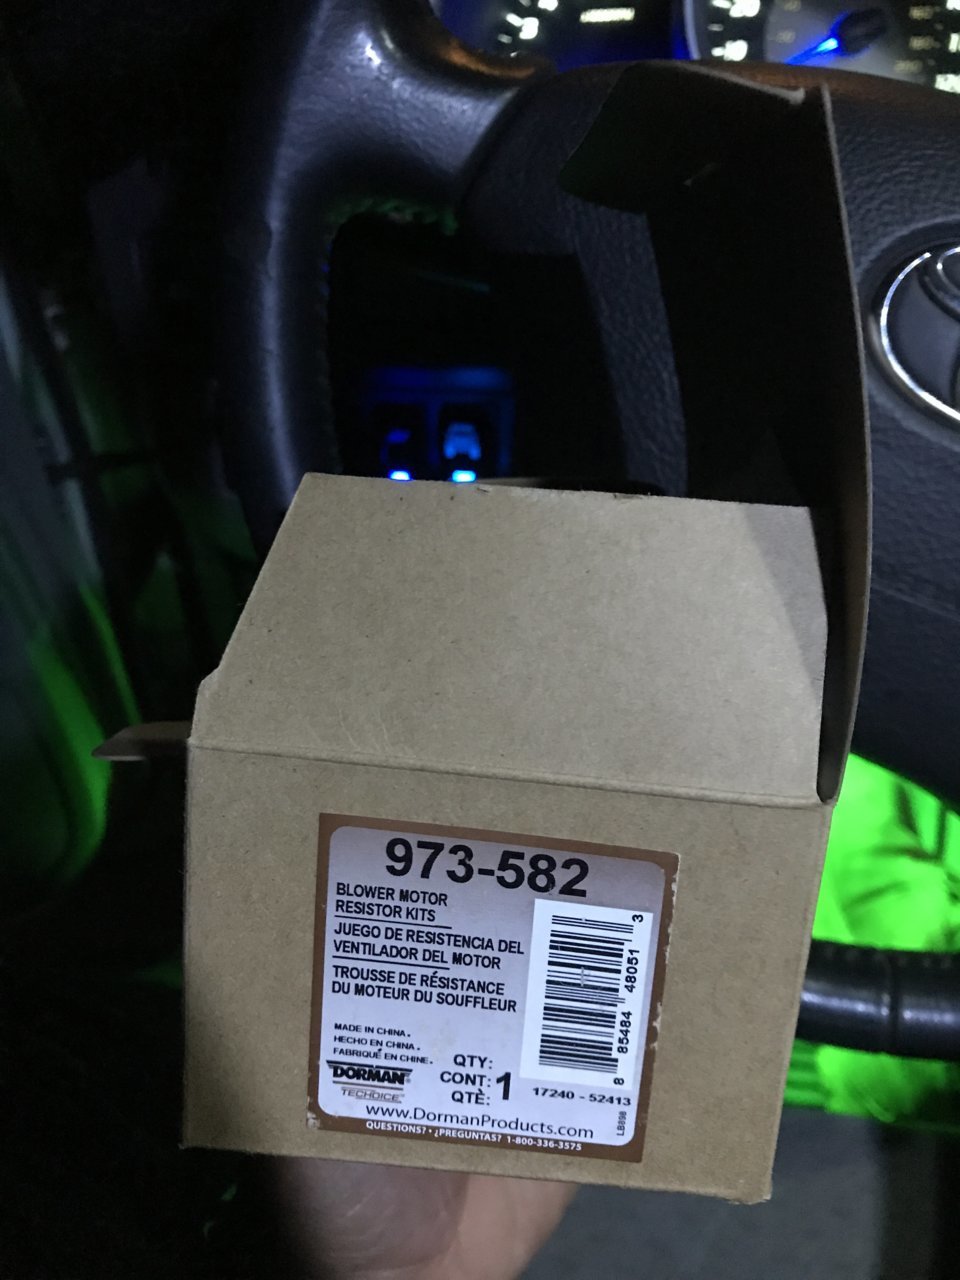 973-582
BLOWER MOTOR
RESISTOR KITS
JUEGO DE RESISTENCIA DEL
VENTILADOR DEL MOTOR
TROUSSE DE RÉSISTANCE
DU MOTEUR DU SOUFFLEUR
MADE IN CHINA.
HECHO EN CHINA.
FABRIQUÉ EN CHINE.
QTY:
CONT: 1
QTÉ:
DORMAN
TECHOICE
8 85484 48051 3
17240 - 52413
LB898
www.DormanProducts.com
QUESTIONS? • ¿PREGUNTAS? 1-800-336-3575